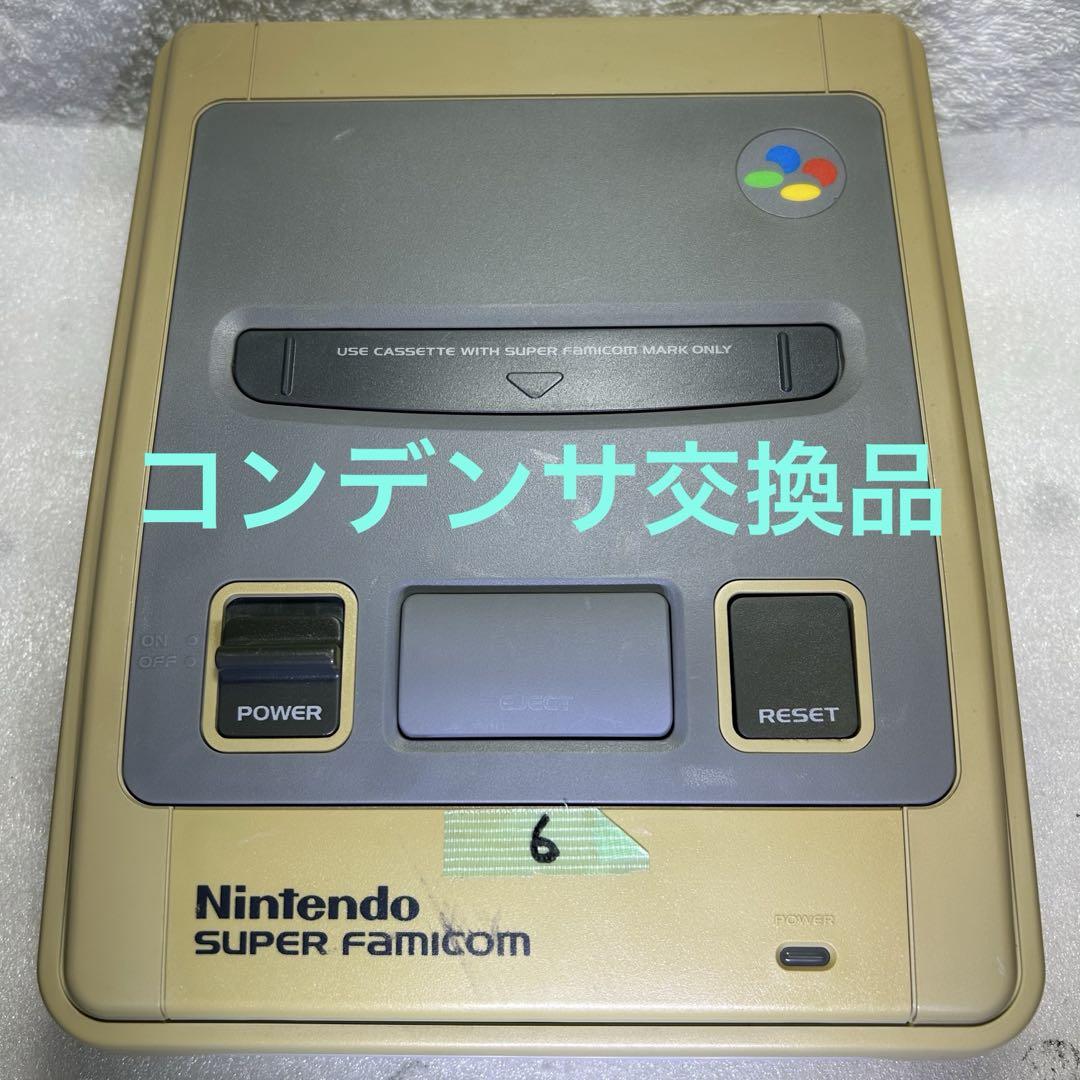 USE CASSETTE WITH SUPER FAMICOM MARK ONLY
コンデンサ交換品
ON
OFF
POWER
EJECT
RESET
6
Nintendo
SUPER FAMICOM
POWER